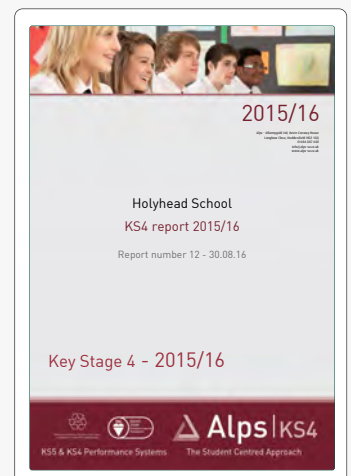 2015/16
Holyhead School
KS4 report 2015/16
Report number 12 - 30.08.16
Key Stage 4 - 2015/16
Alps KS4
KS5 & KS4 Performance Systems
The Student Centred Approach